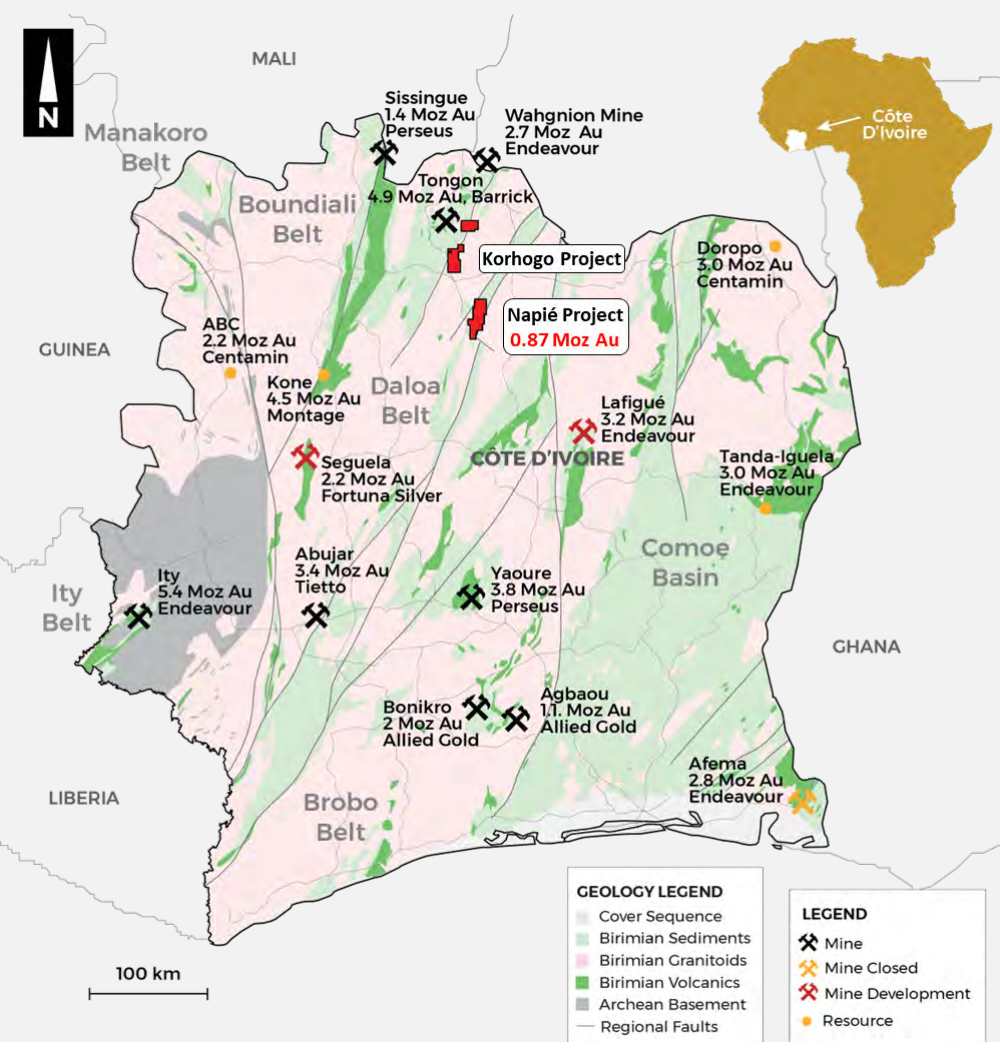 MALI
N
Manakoro
Belt
Sissingue
1.4 Moz Au
Perseus
Wahgnion Mine
2.7 Moz Au
Endeavour
Côte
D'Ivoire
Boundiali
Belt
Tongon
4.9 Moz Au, Barrick
Korhogo Project
Napié Project
0.87 Moz Au
Doropo
3.0 Moz Au
Centamin
GUINEA
ABC
2.2 Moz Au
Centamin
Kone
4.5 Moz Au
Montage
Daloa
Belt
Lafigué
3.2 Moz Au
Endeavour
CÔTE D'IVOIRE
Seguela
2.2 Moz Au
Fortuna Silver
Tanda-Iguela
3.0 Moz Au
Endeavour
Comoe
Basin
Ity
Belt
Ity
5.4 Moz Au
Endeavour
Abujar
3.4 Moz Au
Tietto
Yaoure
3.8 Moz Au
Perseus
GHANA
Bonikro
2 Moz Au
Allied Gold
Agbaou
1.1. Moz Au
Allied Gold
Afema
2.8 Moz Au
Endeavour
LIBERIA
Brobo
Belt
100 km
GEOLOGY LEGEND
Cover Sequence
Birimian Sediments
Birimian Granitoids
Birimian Volcanics
Archean Basement
Regional Faults
LEGEND
Mine
Mine Closed
Mine Development
Resource